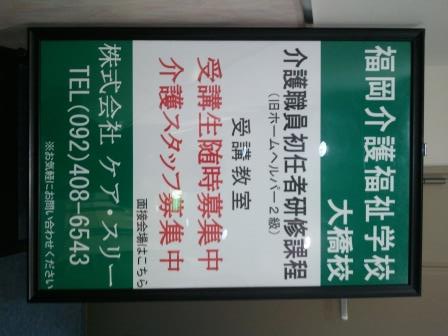 福岡介護福祉学校
大橋校
介護職員初任者研修課程
(旧ホームヘルパー2級)
受講教室
受講生随時募集中
介護スタッフ募集中
面接会場はこちら
株式会社 ケア・スリー
TEL(092)408-6543
※お気軽にお問い合わせください